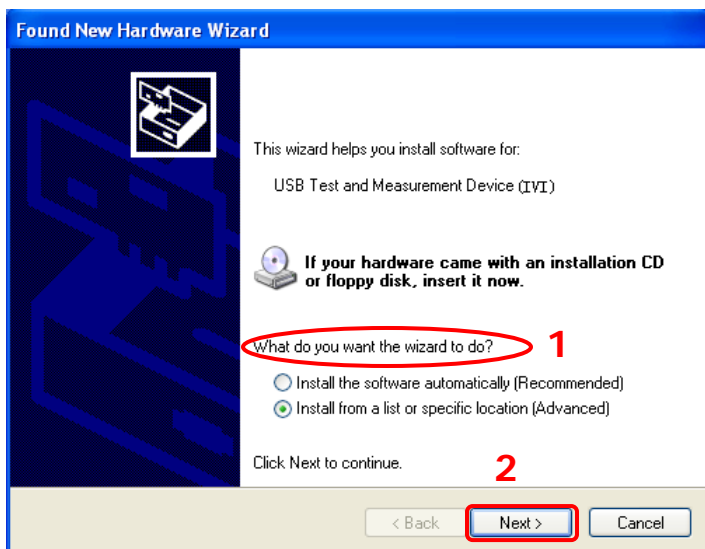 Found New Hardware Wizard
This wizard helps you install software for:
USB Test and Measurement Device (IVI)
If your hardware came with an installation CD
or floppy disk, insert it now.
What do you want the wizard to do?
1
Install the software automatically (Recommended)
Install from a list or specific location (Advanced)
Click Next to continue.
2
< Back
Next >
Cancel